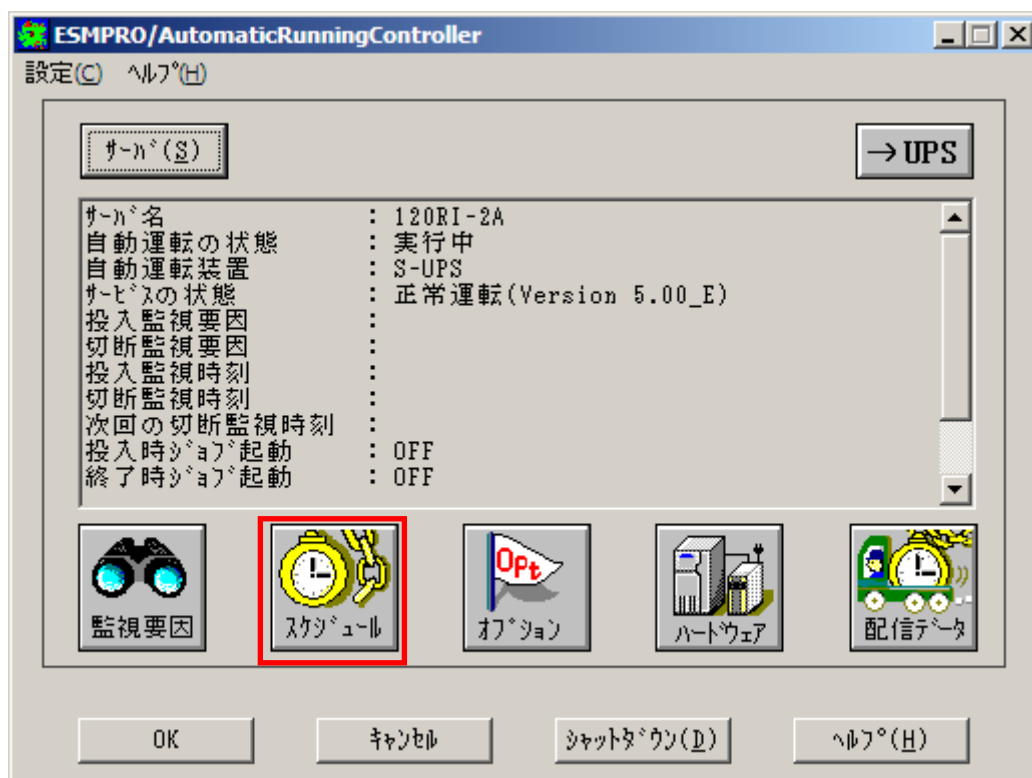 ESMPRO/AutomaticRunningController
設定(C) ﾍﾙﾌﾟ(H)
ｻｰﾊﾞ(S) →UPS
ｻｰﾊﾞ名 : 120RI-2A
自動運転の状態 : 実行中
自動運転装置 : S-UPS
ｻｰﾋﾞｽの状態 : 正常運転(Version 5.00_E)
投入監視要因 :
切断監視要因 :
投入監視時刻 :
切断監視時刻 :
次回の切断監視時刻 :
投入時ｼﾞｮﾌﾞ起動 : OFF
終了時ｼﾞｮﾌﾞ起動 : OFF
Opt
監視要因 ｽｹｼﾞｭｰﾙ ｵﾌﾟｼｮﾝ ﾊｰﾄﾞｳｪｱ 配信ﾃﾞｰﾀ
OK ｷｬﾝｾﾙ ｼｬｯﾄﾀﾞｳﾝ(D) ﾍﾙﾌﾟ(H)